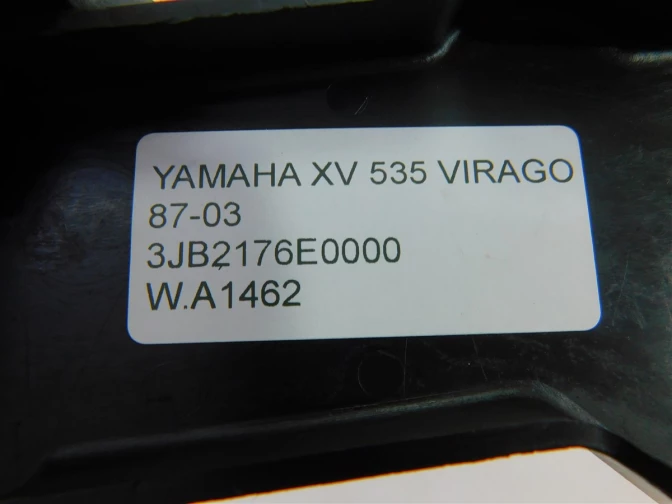 YAMAHA XV 535 VIRAGO
87-03
3JB2176E0000
W.A1462